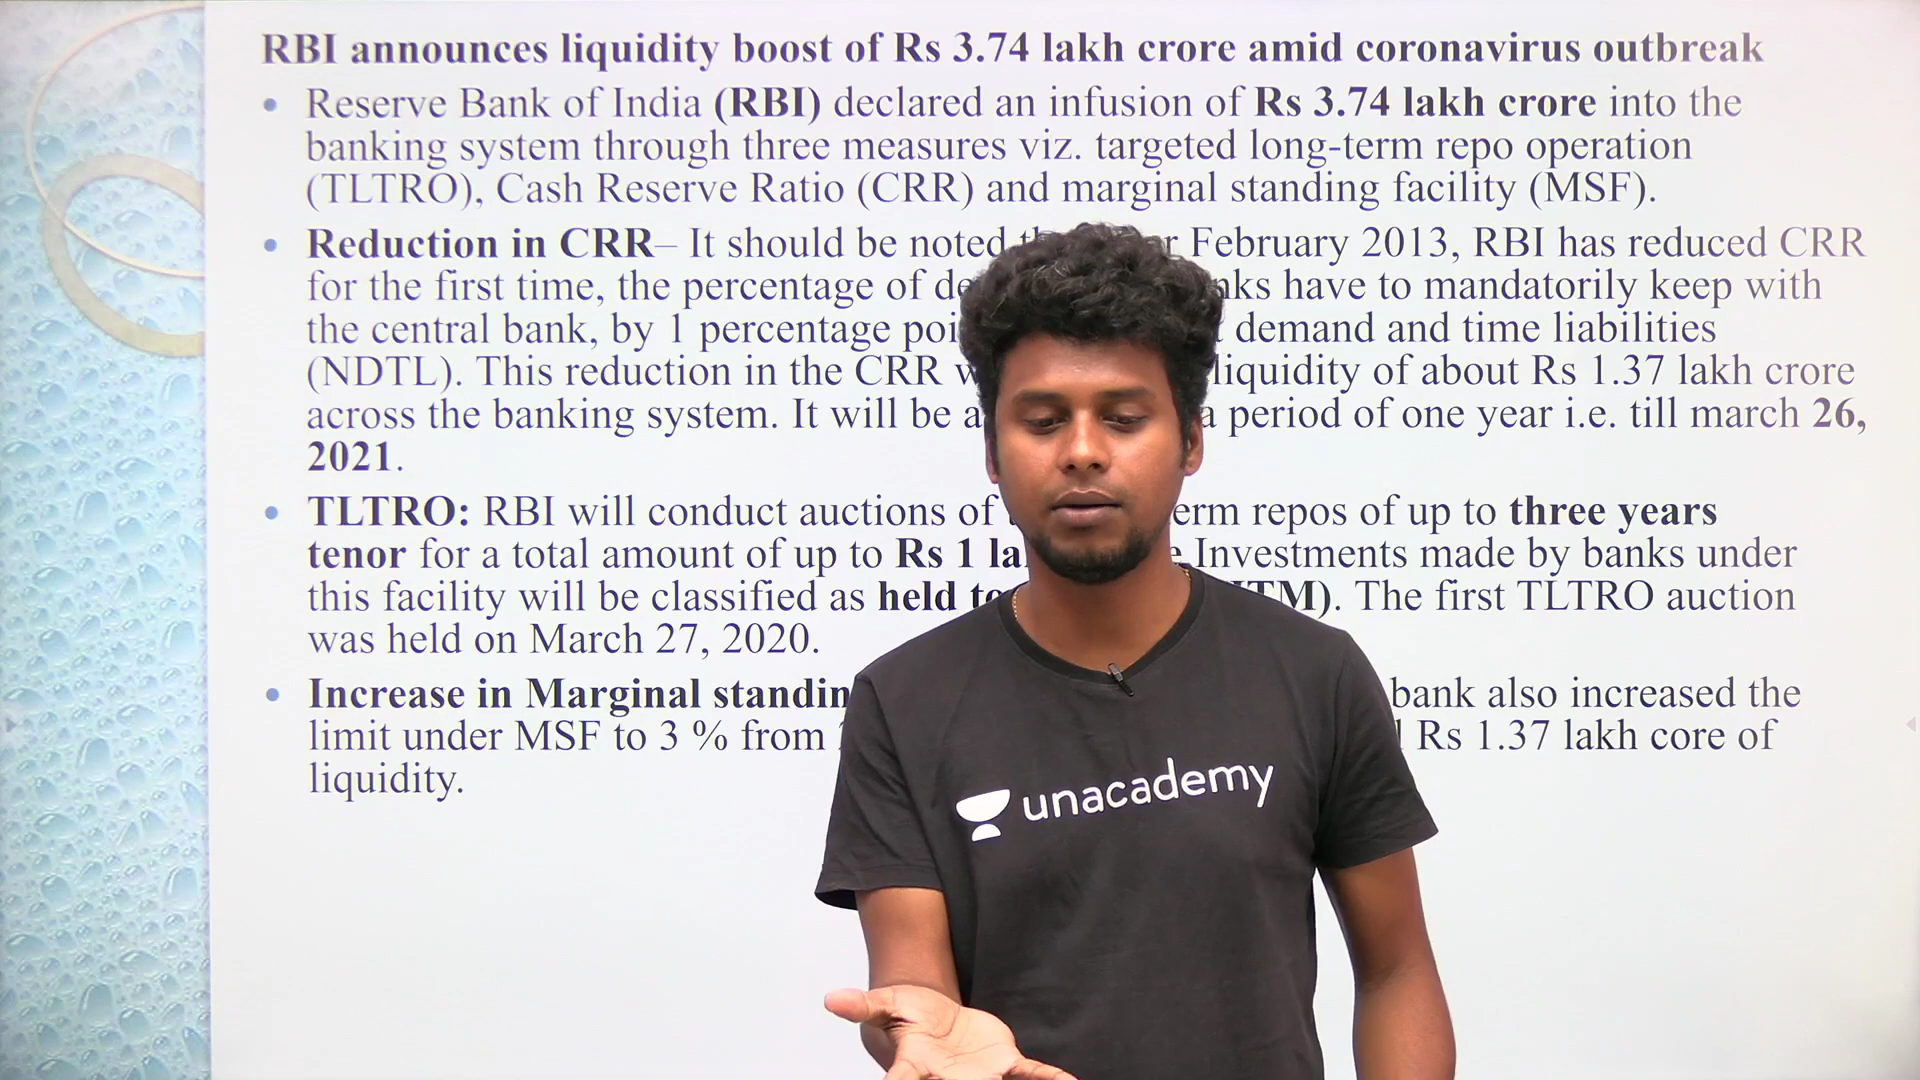 RBI announces liquidity boost of Rs 3.74 lakh crore amid coronavirus outbreak
• Reserve Bank of India (RBI) declared an infusion of Rs 3.74 lakh crore into the
banking system through three measures viz. targeted long-term repo operation
(TLTRO), Cash Reserve Ratio (CRR) and marginal standing facility (MSF).
• Reduction in CRR– It should be noted February 2013, RBI has reduced CRR
for the first time, the percentage of have to mandatorily keep with
the central bank, by 1 percentage demand and time liabilities
(NDTL). This reduction in the CRR liquidity of about Rs 1.37 lakh crore
across the banking system. It will be a period of one year i.e. till march 26,
2021.
• TLTRO: RBI will conduct auctions of repos of up to three years
tenor for a total amount of up to Rs 1 Investments made by banks under
this facility will be classified as held . The first TLTRO auction
was held on March 27, 2020.
• Increase in Marginal bank also increased the
limit under MSF to 3 % from Rs 1.37 lakh core of
liquidity.
unacademy